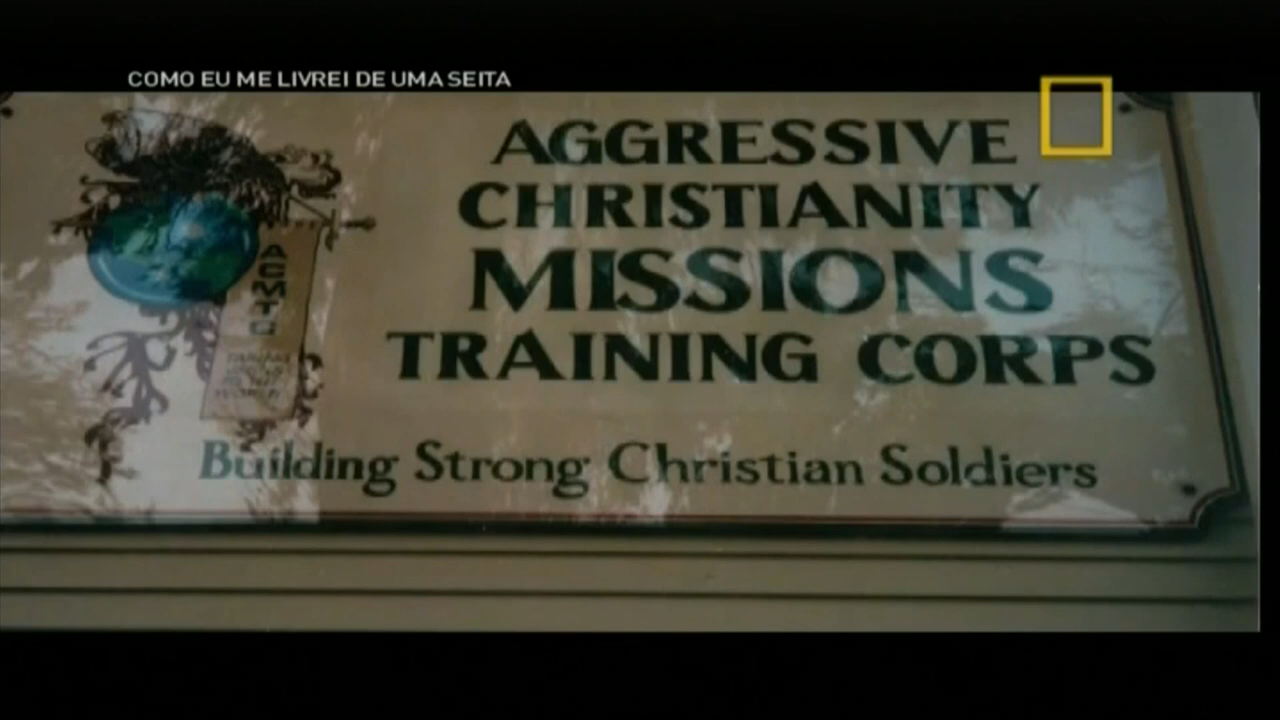 COMO EU ME LIVREI DE UMA SEITA
AGGRESSIVE
CHRISTIANITY
MISSIONS
TRAINING CORPS
ACMTC
Building Strong Christian Soldiers